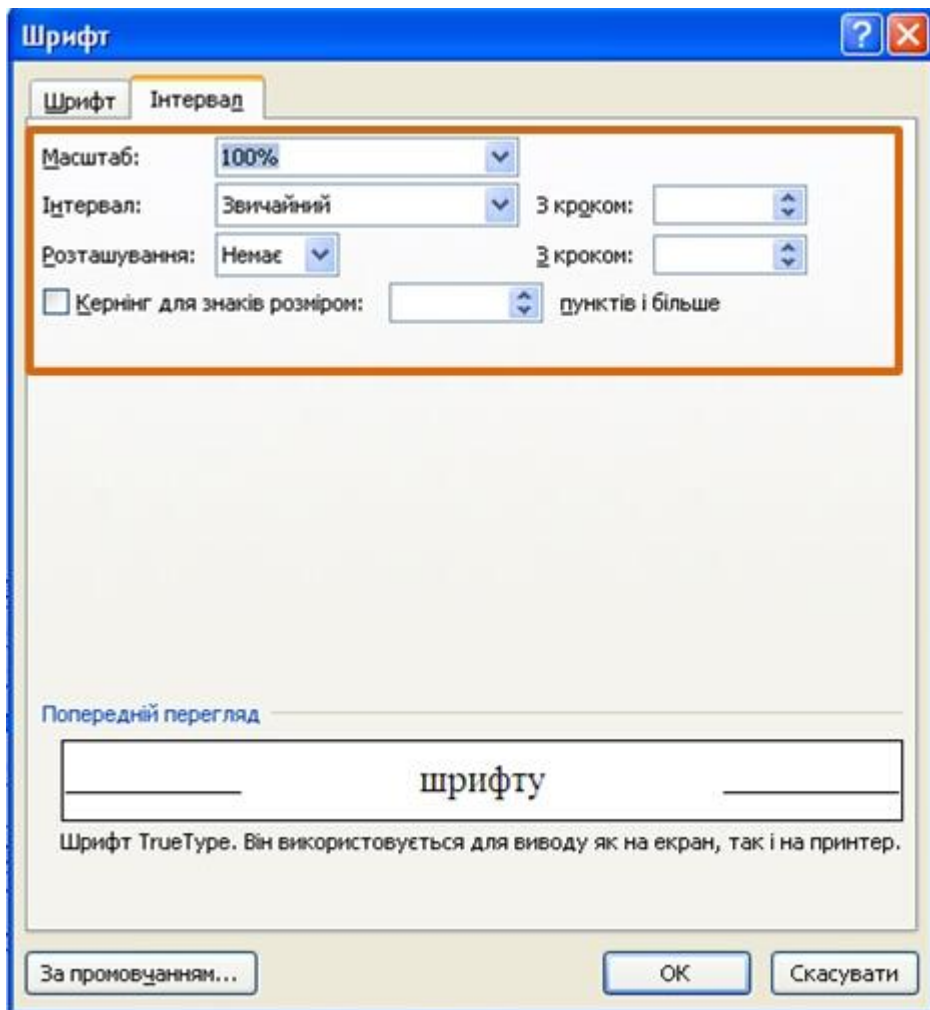 Шрифт
Шрифт Інтервал
Масштаб: 100%
Інтервал: Звичайний З кроком:
Розташування: Немає З кроком:
Кернінг для знаків розміром: пунктів і більше
Попередній перегляд
шрифту
Шрифт TrueType. Він використовується для виводу як на екран, так і на принтер.
За промовчанням... ОК Скасувати